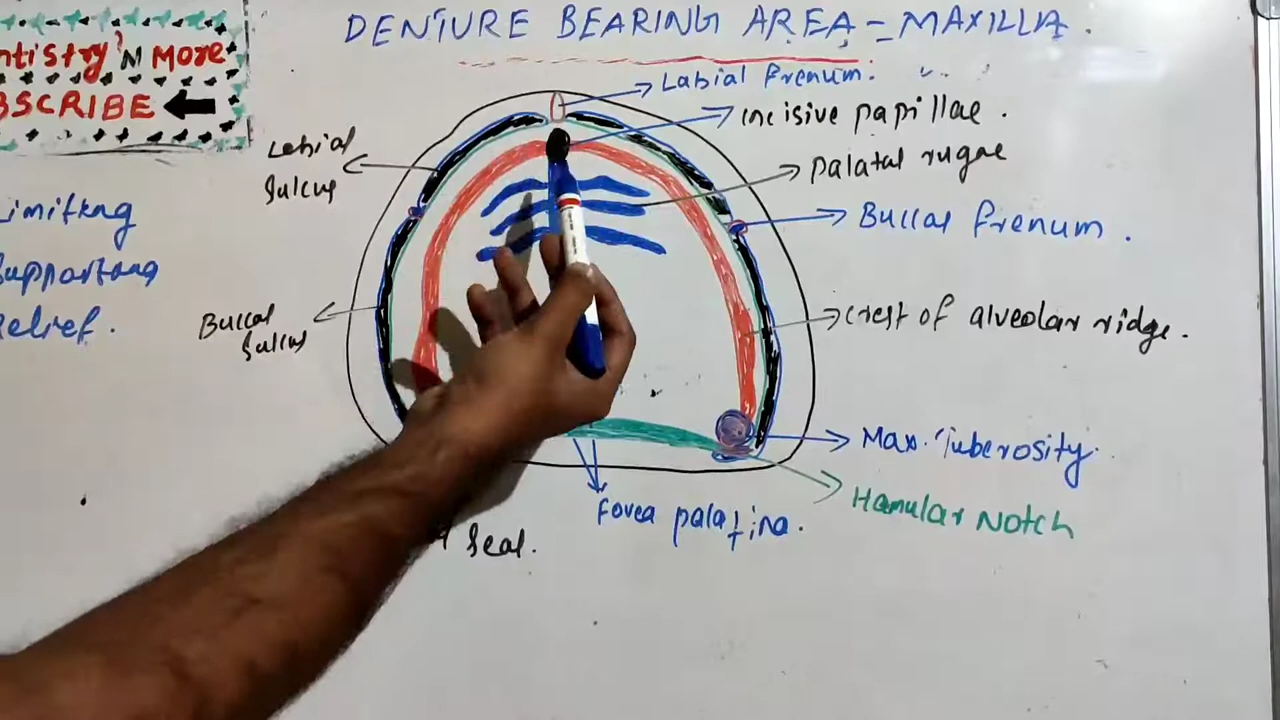 DENTURE BEARING AREA - MAXILLA.
ntistry 'N More
BSCRIBE
Labial Frenum.
Incisive papillae.
Labial
Sulcus
palatal rugae
Buccal Frenum.
Limiting
Supporting
Relief.
Buccal
Sulcus
crest of alveolar ridge.
Max. Tuberosity.
Hamular Notch
Fovea palatina.
Seal.